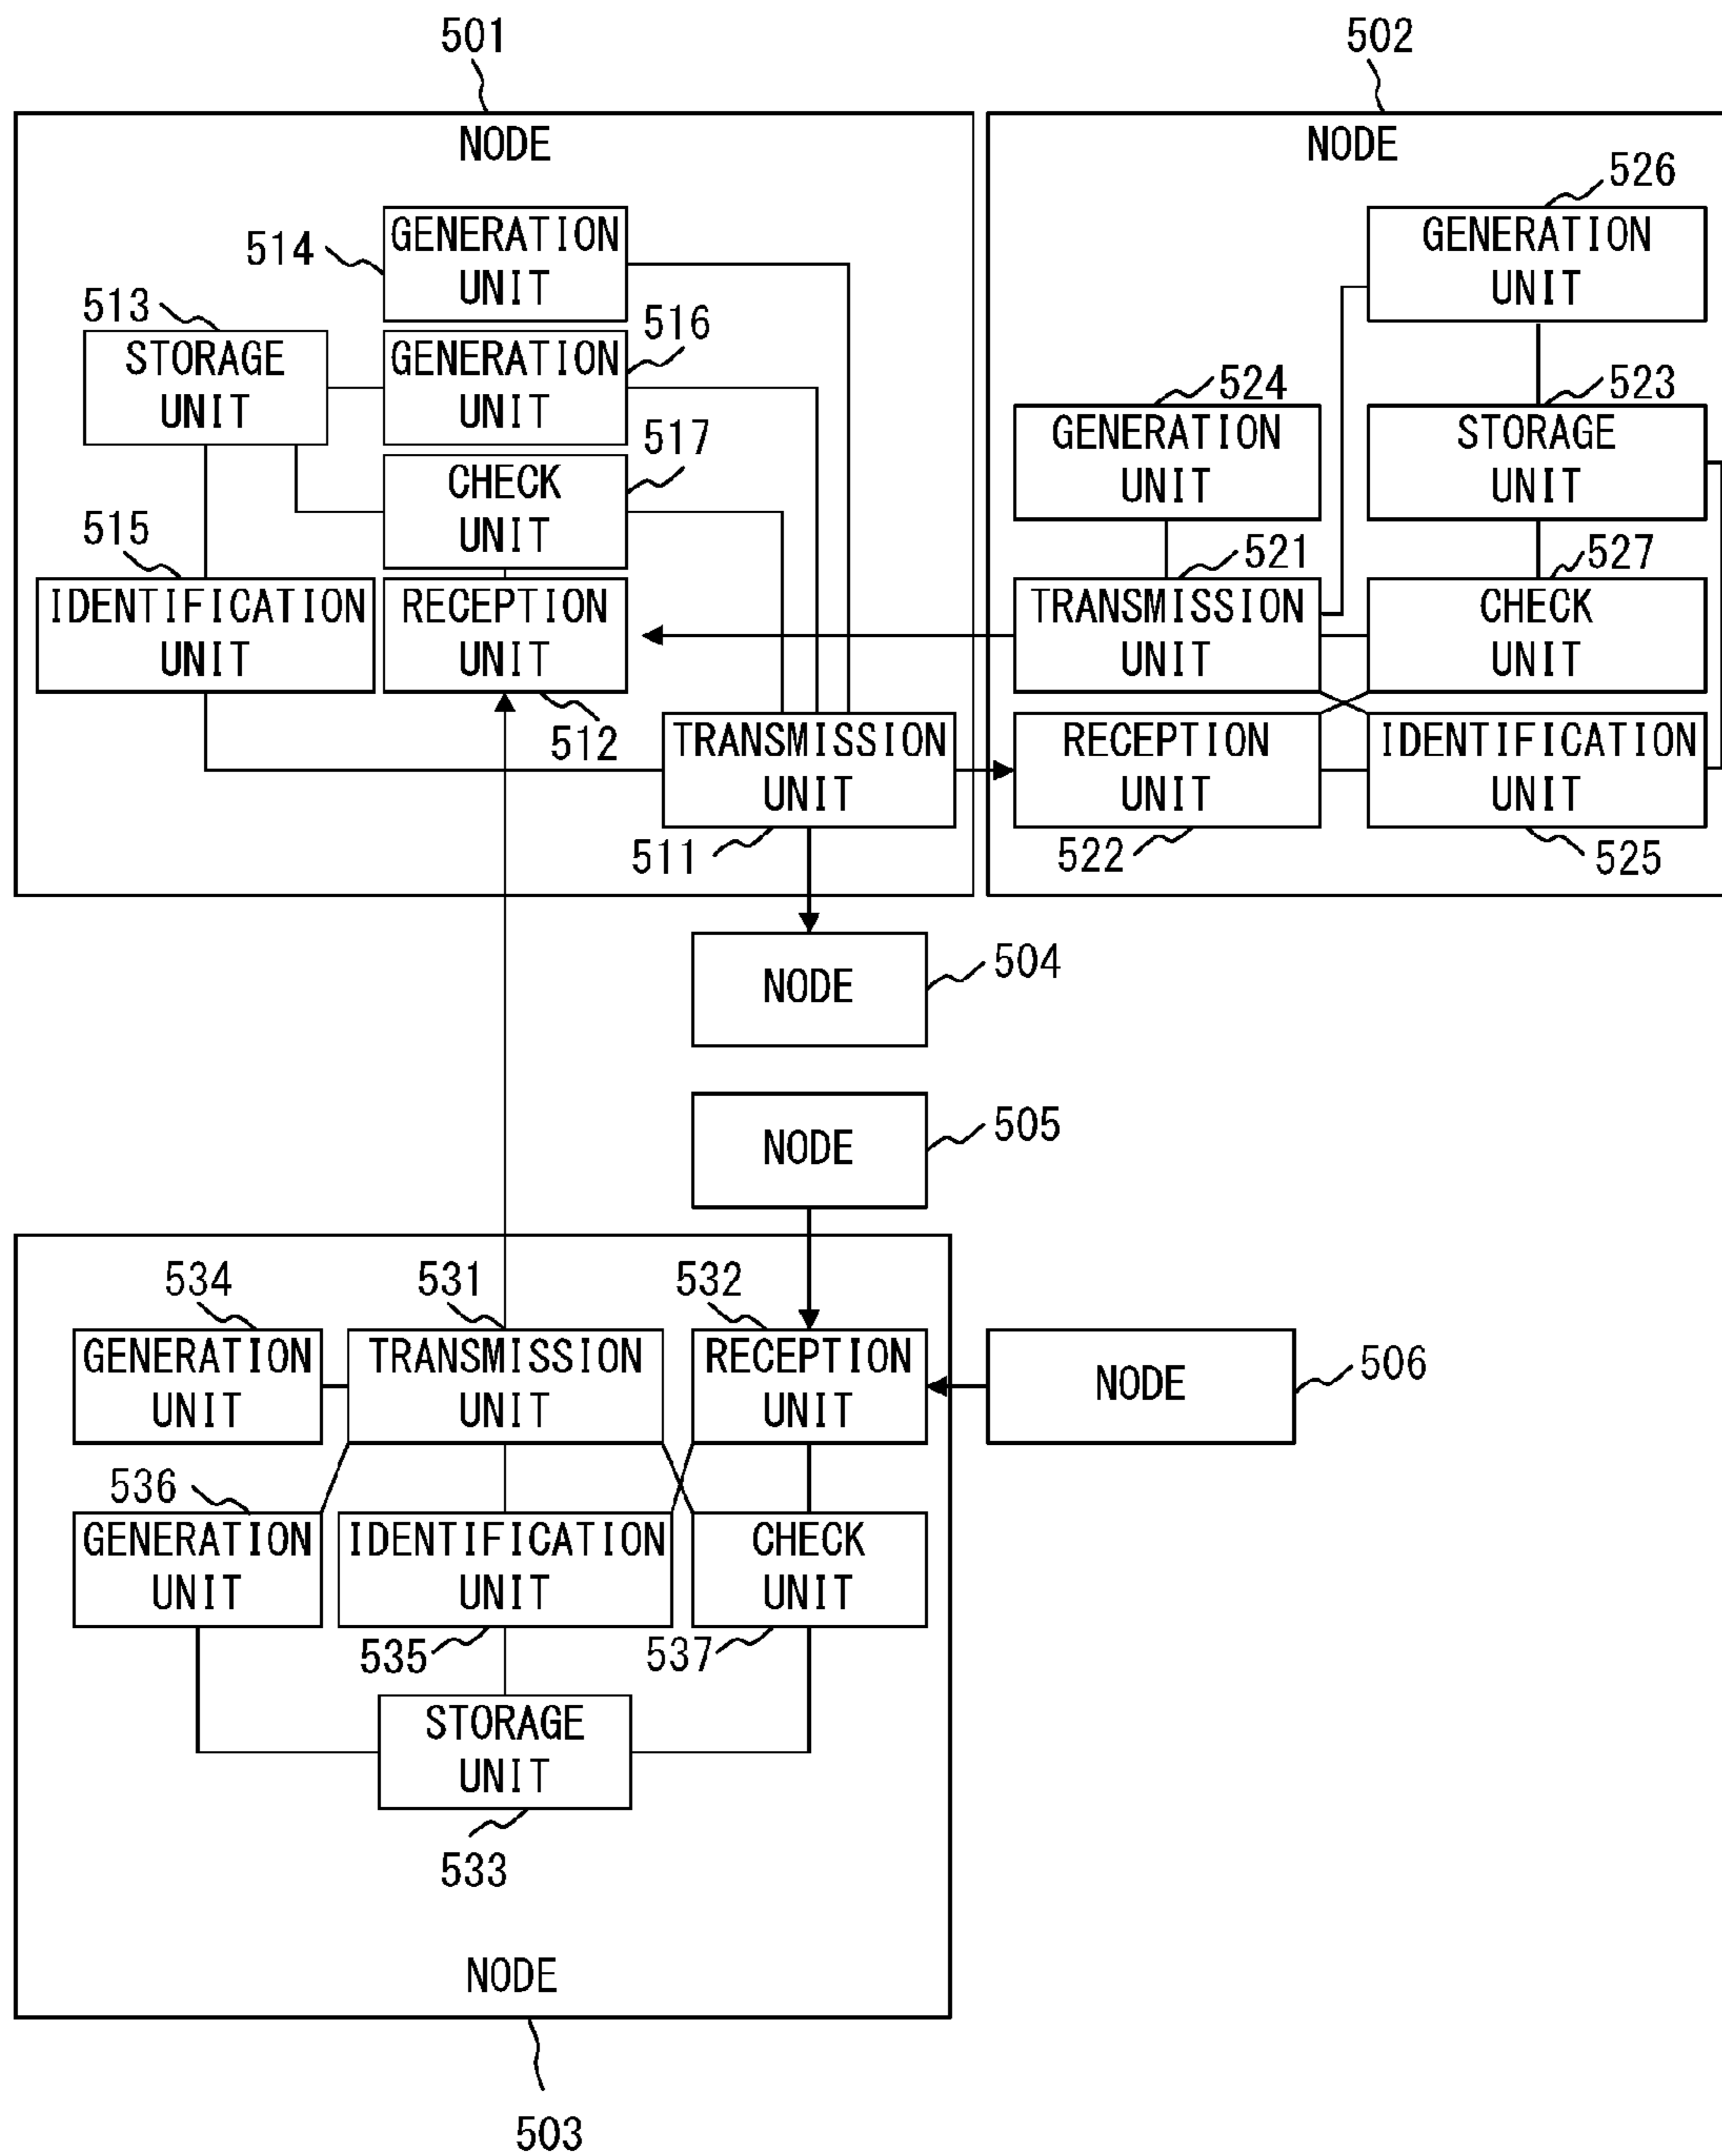 501
502
NODE
NODE
526
514
GENERATION
UNIT
GENERATION
UNIT
513
516
STORAGE
UNIT
GENERATION
UNIT
524
523
517
GENERATION
UNIT
STORAGE
UNIT
CHECK
UNIT
515
521
527
IDENTIFICATION
UNIT
RECEPTION
UNIT
TRANSMISSION
UNIT
CHECK
UNIT
512
TRANSMISSION
UNIT
RECEPTION
UNIT
IDENTIFICATION
UNIT
511
522
525
NODE
504
NODE
505
534
531
532
GENERATION
UNIT
TRANSMISSION
UNIT
RECEPTION
UNIT
NODE
506
536
GENERATION
UNIT
IDENTIFICATION
UNIT
CHECK
UNIT
535
537
STORAGE
UNIT
533
NODE
503